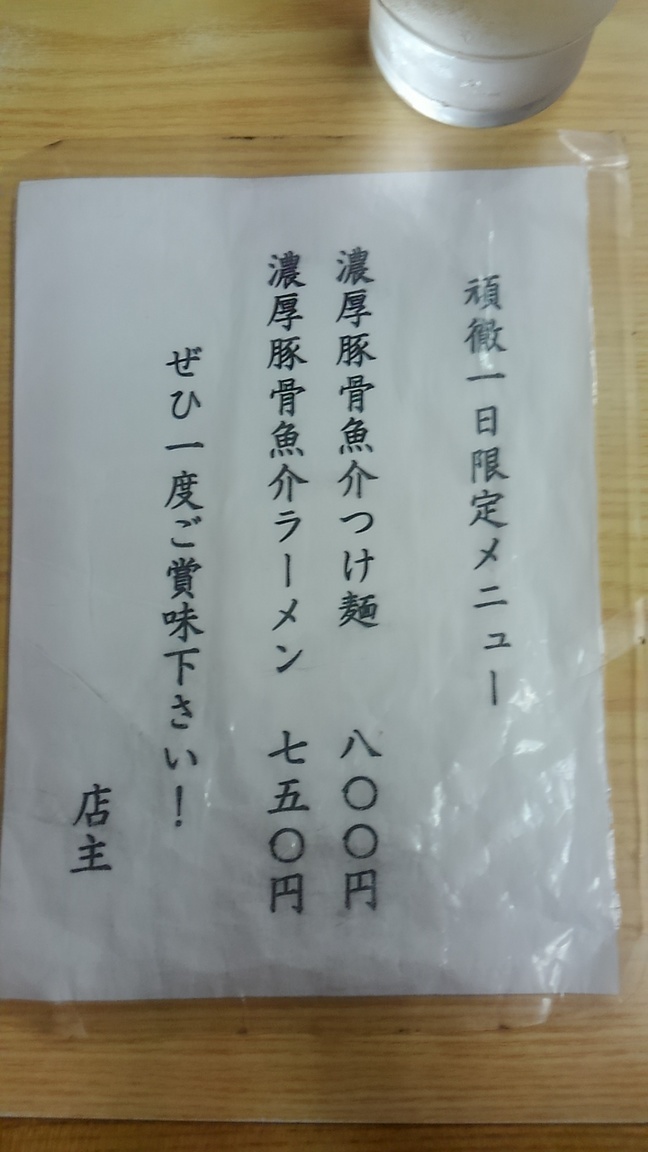 頑徹一日限定メニュー
濃厚豚骨魚介つけ麺　八〇〇円
濃厚豚骨魚介ラーメン　七五〇円
ぜひ一度ご賞味下さい！
店主